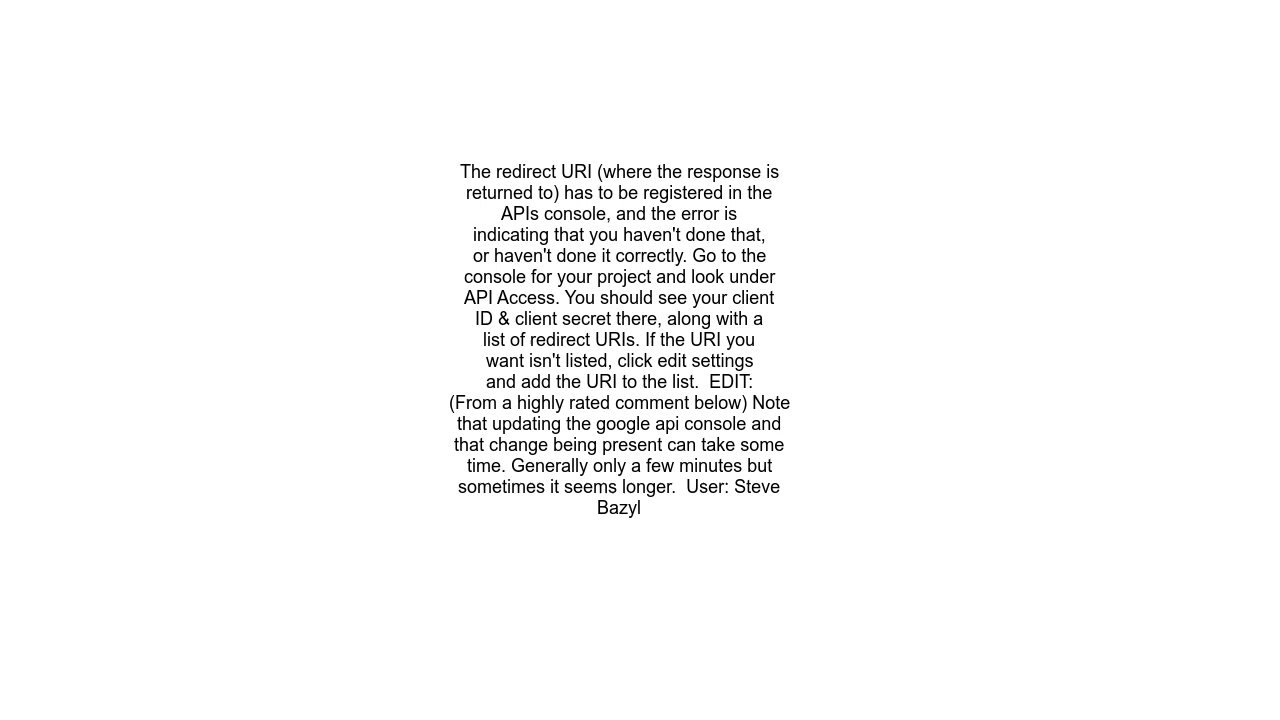 The redirect URI (where the response is
returned to) has to be registered in the
APIs console, and the error is
indicating that you haven't done that,
or haven't done it correctly. Go to the
console for your project and look under
API Access. You should see your client
ID & client secret there, along with a
list of redirect URIs. If the URI you
want isn't listed, click edit settings
and add the URI to the list.  EDIT:
(From a highly rated comment below) Note
that updating the google api console and
that change being present can take some
time. Generally only a few minutes but
sometimes it seems longer.  User: Steve
Bazyl